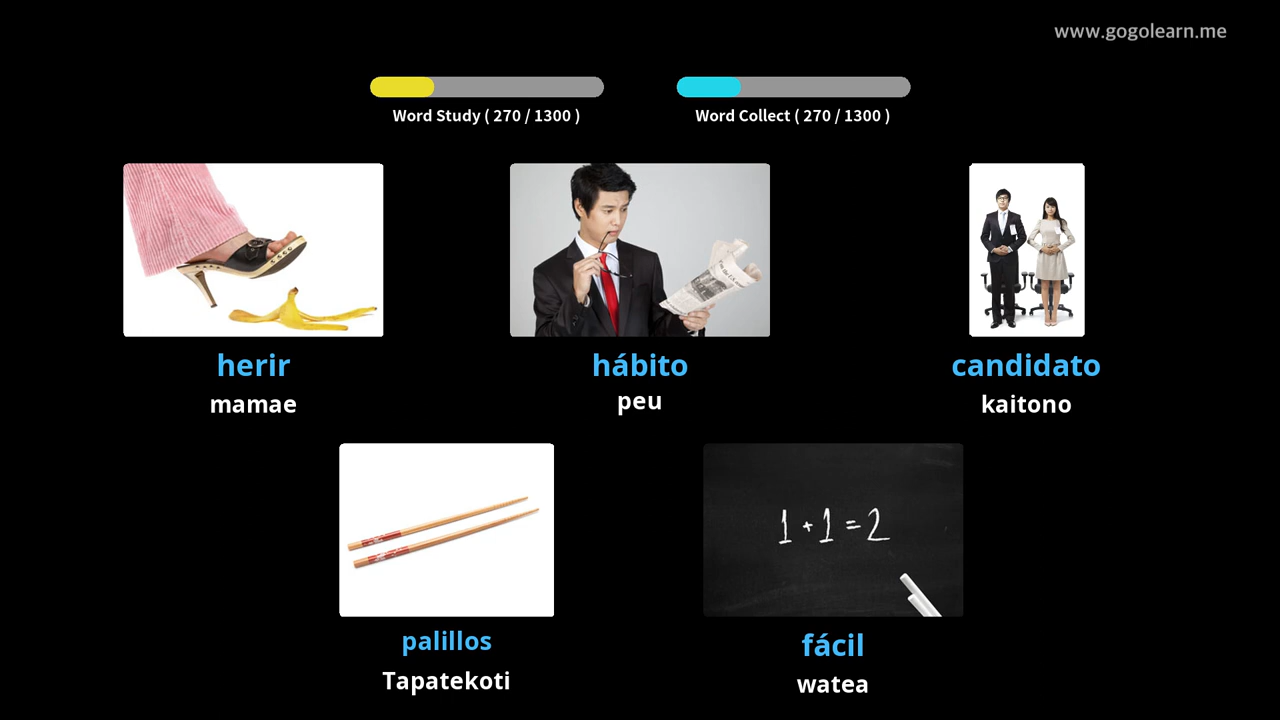 www.gogolearn.me
Word Study ( 270 / 1300 )
Word Collect ( 270 / 1300 )
herir
mamae
hábito
peu
candidato
kaitono
palillos
Tapatekoti
1 + 1 = 2
fácil
watea